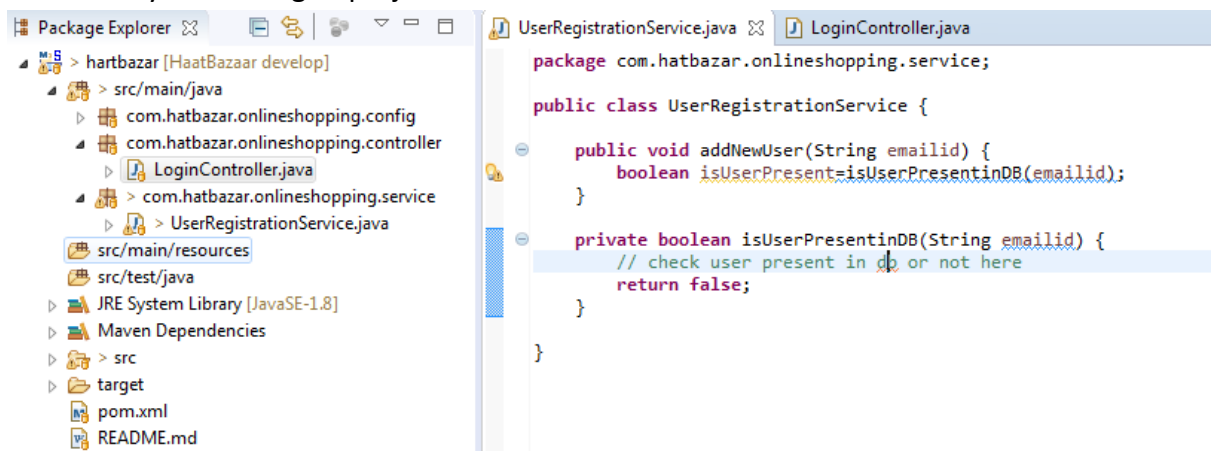 Package Explorer
> hartbazar [HaatBazaar develop]
> src/main/java
com.hatbazar.onlineshopping.config
com.hatbazar.onlineshopping.controller
LoginController.java
> com.hatbazar.onlineshopping.service
> UserRegistrationService.java
src/main/resources
src/test/java
JRE System Library [JavaSE-1.8]
Maven Dependencies
> src
target
pom.xml
README.md
UserRegistrationService.java
LoginController.java
package com.hatbazar.onlineshopping.service;
public class UserRegistrationService {
public void addNewUser(String emailid) {
boolean isUserPresent=isUserPresentinDB(emailid);
}
private boolean isUserPresentinDB(String emailid) {
// check user present in db or not here
return false;
}
}